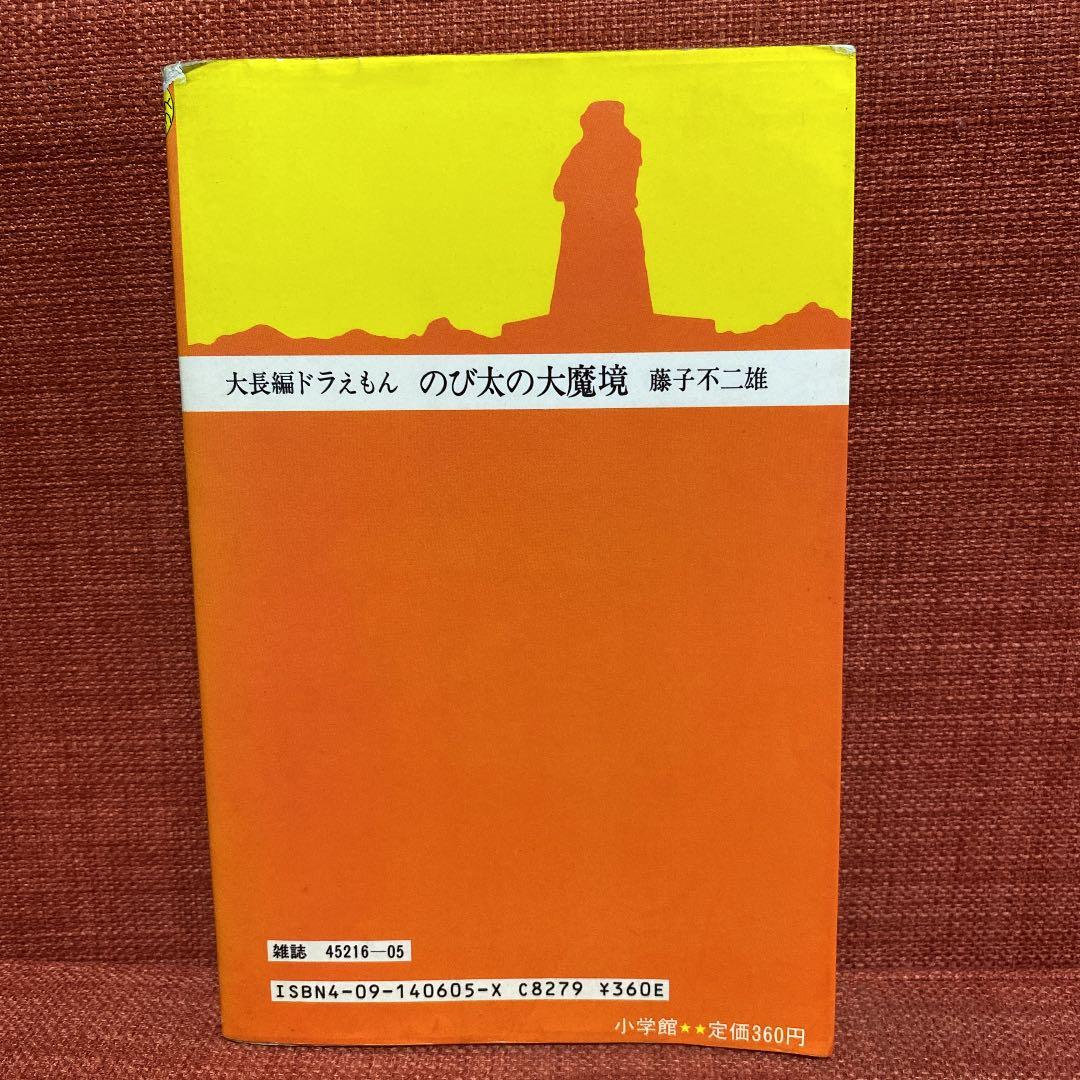 大長編ドラえもん のび太の大魔境 藤子不二雄
雑誌 45216—05
ISBN4-09-140605-X C8279 ¥360E
小学館★★定価360円